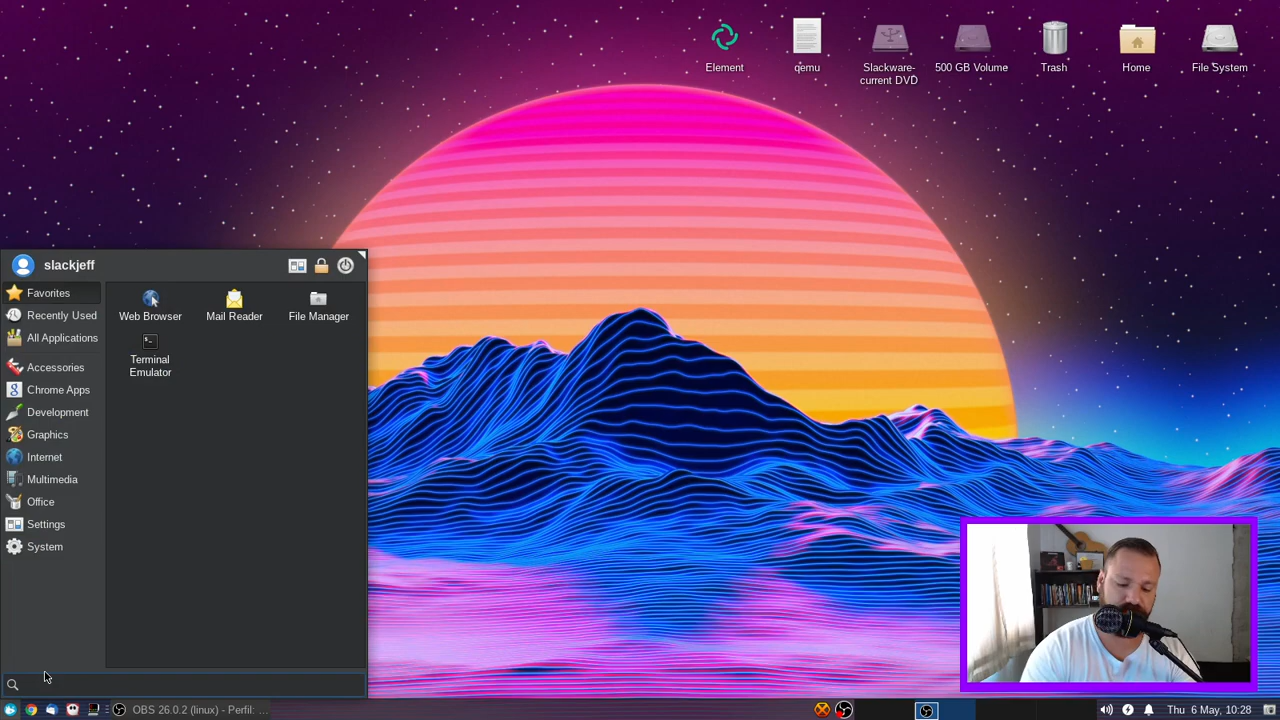 Element
qemu
Slackware-
current DVD
500 GB Volume
Trash
Home
File System
slackjeff
Favorites
Recently Used
All Applications
Accessories
Chrome Apps
Development
Graphics
Internet
Multimedia
Office
Settings
System
Web Browser
Mail Reader
File Manager
Terminal
Emulator
OBS 26.0.2 (linux) - Perfil: ...
Thu 6 May, 10:28